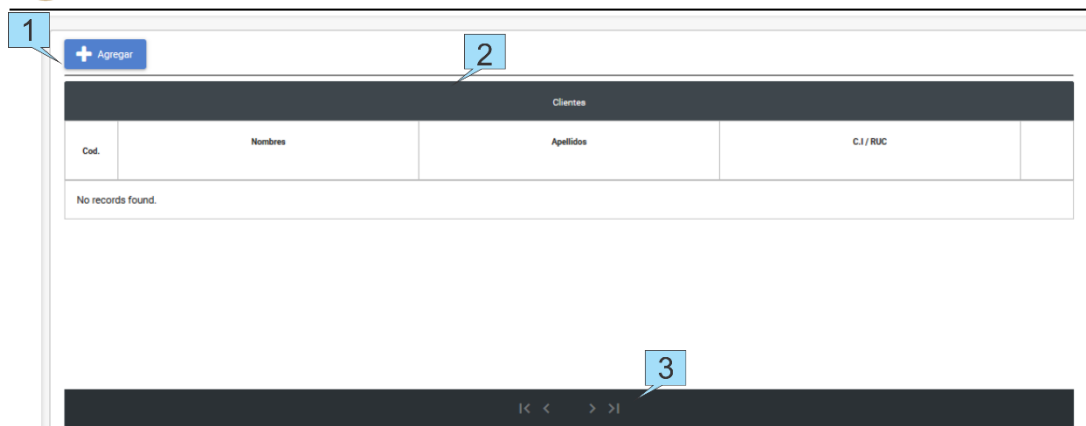 1
Agregar
2
Clientes
Cod.
Nombres
Apellidos
C.I / RUC
No records found.
3